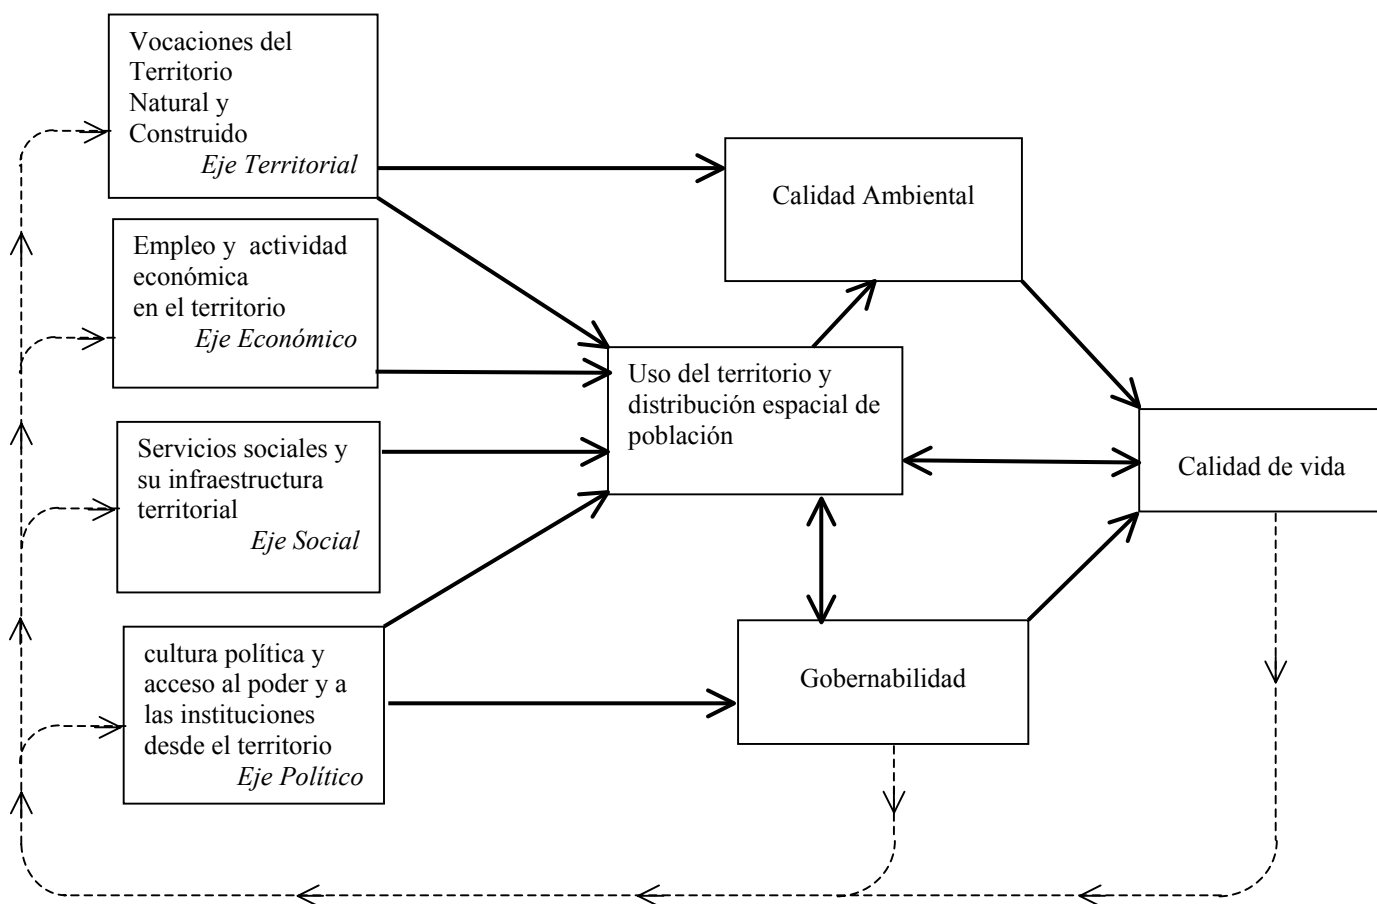 Vocaciones del
Territorio
Natural y
Construido
Eje Territorial
Calidad Ambiental
Empleo y actividad
económica
en el territorio
Eje Económico
Uso del territorio y
distribución espacial de
población
Servicios sociales y
su infraestructura
territorial
Eje Social
Calidad de vida
cultura política y
acceso al poder y a
las instituciones
desde el territorio
Eje Político
Gobernabilidad